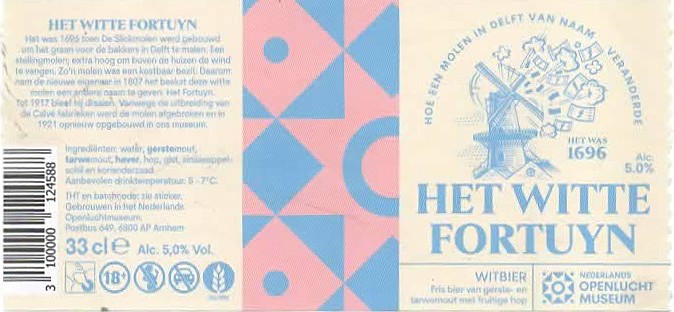 HET WITTE FORTUYN
Het was 1696 toen De Slikmolen werd gebouwd
om het graan voor de bakkers in Delft te malen. Een
stellingmolen; extra hoog om boven de huizen de wind
te vangen. Zo'n molen was een kostbaar bezit. Daarom
nam de nieuwe eigenaar in 1807 het besluit deze witte
molen een andere naam te geven. Het Fortuyn.
Tot 1917 bleef hij draaien. Vanwege de uitbreiding van
de Calvé fabrieken werd de molen afgebroken en in
1921 opnieuw opgebouwd in ons museum.
Ingrediënten: water, gerstemout,
tarwemout, haver, hop, gist, sinaasappel-
schil en korianderzaad.
Aanbevolen drinktemperatuur: 5 - 7°C.
THT en batchcode: zie sticker.
Gebrouwen in het Nederlands
Openluchtmuseum.
Postbus 649, 6800 AP Arnhem
33 cl e Alc. 5,0% Vol.
18+
3 100000 124588
HOE EEN MOLEN IN DELFT VAN NAAM VERANDERDE
HET WAS
1696
Alc.
5.0%
HET WITTE
FORTUYN
WITBIER
Fris bier van gerste- en
tarwemout met fruitige hop
NEDERLANDS
OPENLUCHT
MUSEUM